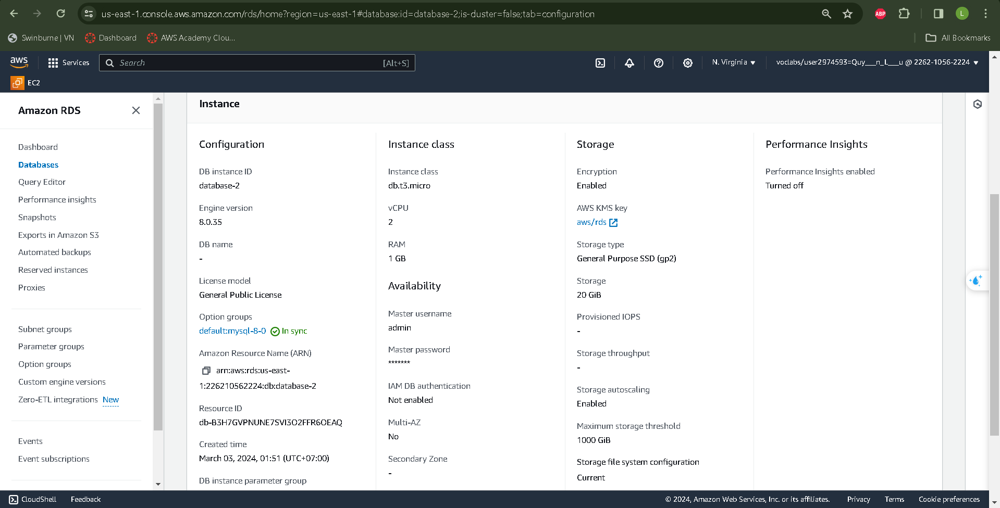 us-east-1.console.aws.amazon.com/rds/home?region=us-east-1#database:id=database-2;is-cluster=false;tab=configuration
ABP
L
Swinburne | VN
Dashboard
AWS Academy Clou...
All Bookmarks
aws
Services
Search
[Alt+S]
N. Virginia
voclabs/user2974593=Quy___n_L___u @ 2262-1056-2224
EC2
Amazon RDS
Dashboard
Databases
Query Editor
Performance insights
Snapshots
Exports in Amazon S3
Automated backups
Reserved instances
Proxies
Subnet groups
Parameter groups
Option groups
Custom engine versions
Zero-ETL integrations New
Events
Event subscriptions
Instance
Configuration
DB instance ID
database-2
Engine version
8.0.35
DB name
-
License model
General Public License
Option groups
default:mysql-8-0 In sync
Amazon Resource Name (ARN)
arn:aws:rds:us-east-
1:226210562224:db:database-2
Resource ID
db-B3H7GVPNUNE7SVI3O2FFR6OEAQ
Created time
March 03, 2024, 01:51 (UTC+07:00)
DB instance parameter group
Instance class
Instance class
db.t3.micro
vCPU
2
RAM
1 GB
Availability
Master username
admin
Master password
*******
IAM DB authentication
Not enabled
Multi-AZ
No
Secondary Zone
-
Storage
Encryption
Enabled
AWS KMS key
aws/rds
Storage type
General Purpose SSD (gp2)
Storage
20 GiB
Provisioned IOPS
-
Storage throughput
-
Storage autoscaling
Enabled
Maximum storage threshold
1000 GiB
Storage file system configuration
Current
Performance Insights
Performance Insights enabled
Turned off
CloudShell
Feedback
© 2024, Amazon Web Services, Inc. or its affiliates.
Privacy
Terms
Cookie preferences